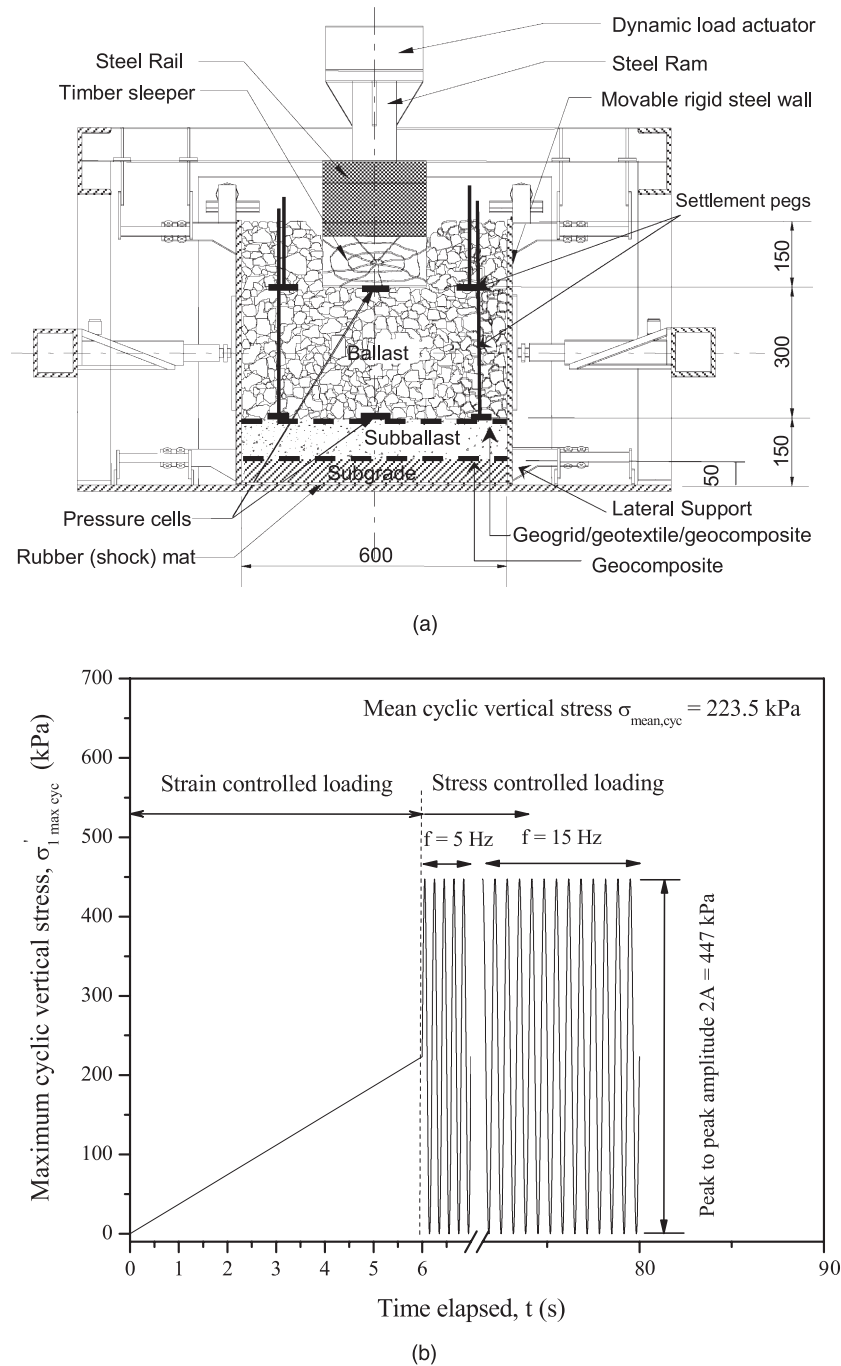 Dynamic load actuator
Steel Rail
Steel Ram
Timber sleeper
Movable rigid steel wall
Settlement pegs
150
Ballast
300
Subballast
150
Subgrade
50
Lateral Support
Pressure cells
Geogrid/geotextile/geocomposite
Rubber (shock) mat
600
Geocomposite
(a)
700
Mean cyclic vertical stress σmean,cyc = 223.5 kPa
600
Strain controlled loading
Stress controlled loading
500
f = 5 Hz
f = 15 Hz
400
300
200
100
0
Maximum cyclic vertical stress, σ'1 max cyc (kPa)
Peak to peak amplitude 2A = 447 kPa
0 1 2 3 4 5 6 80 90
Time elapsed, t (s)
(b)